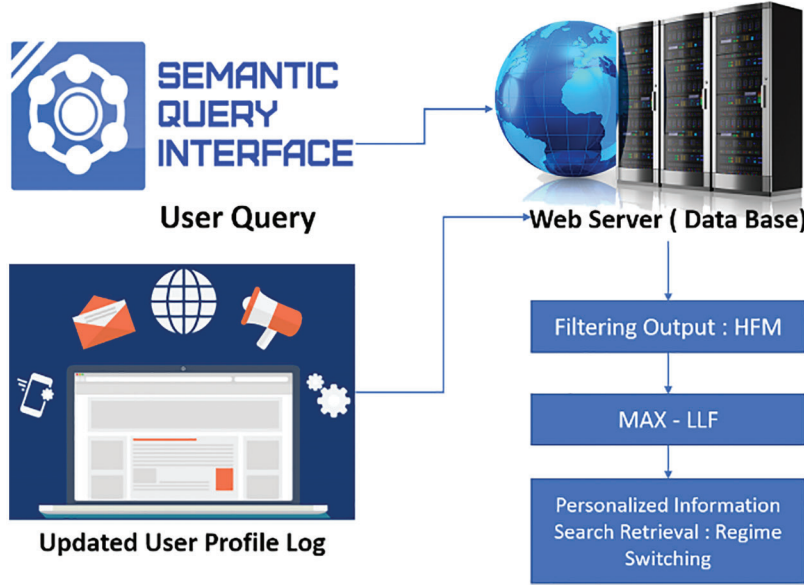 SEMANTIC
QUERY
INTERFACE
User Query
Web Server ( Data Base)
Filtering Output : HFM
MAX - LLF
Personalized Information
Search Retrieval : Regime
Switching
Updated User Profile Log